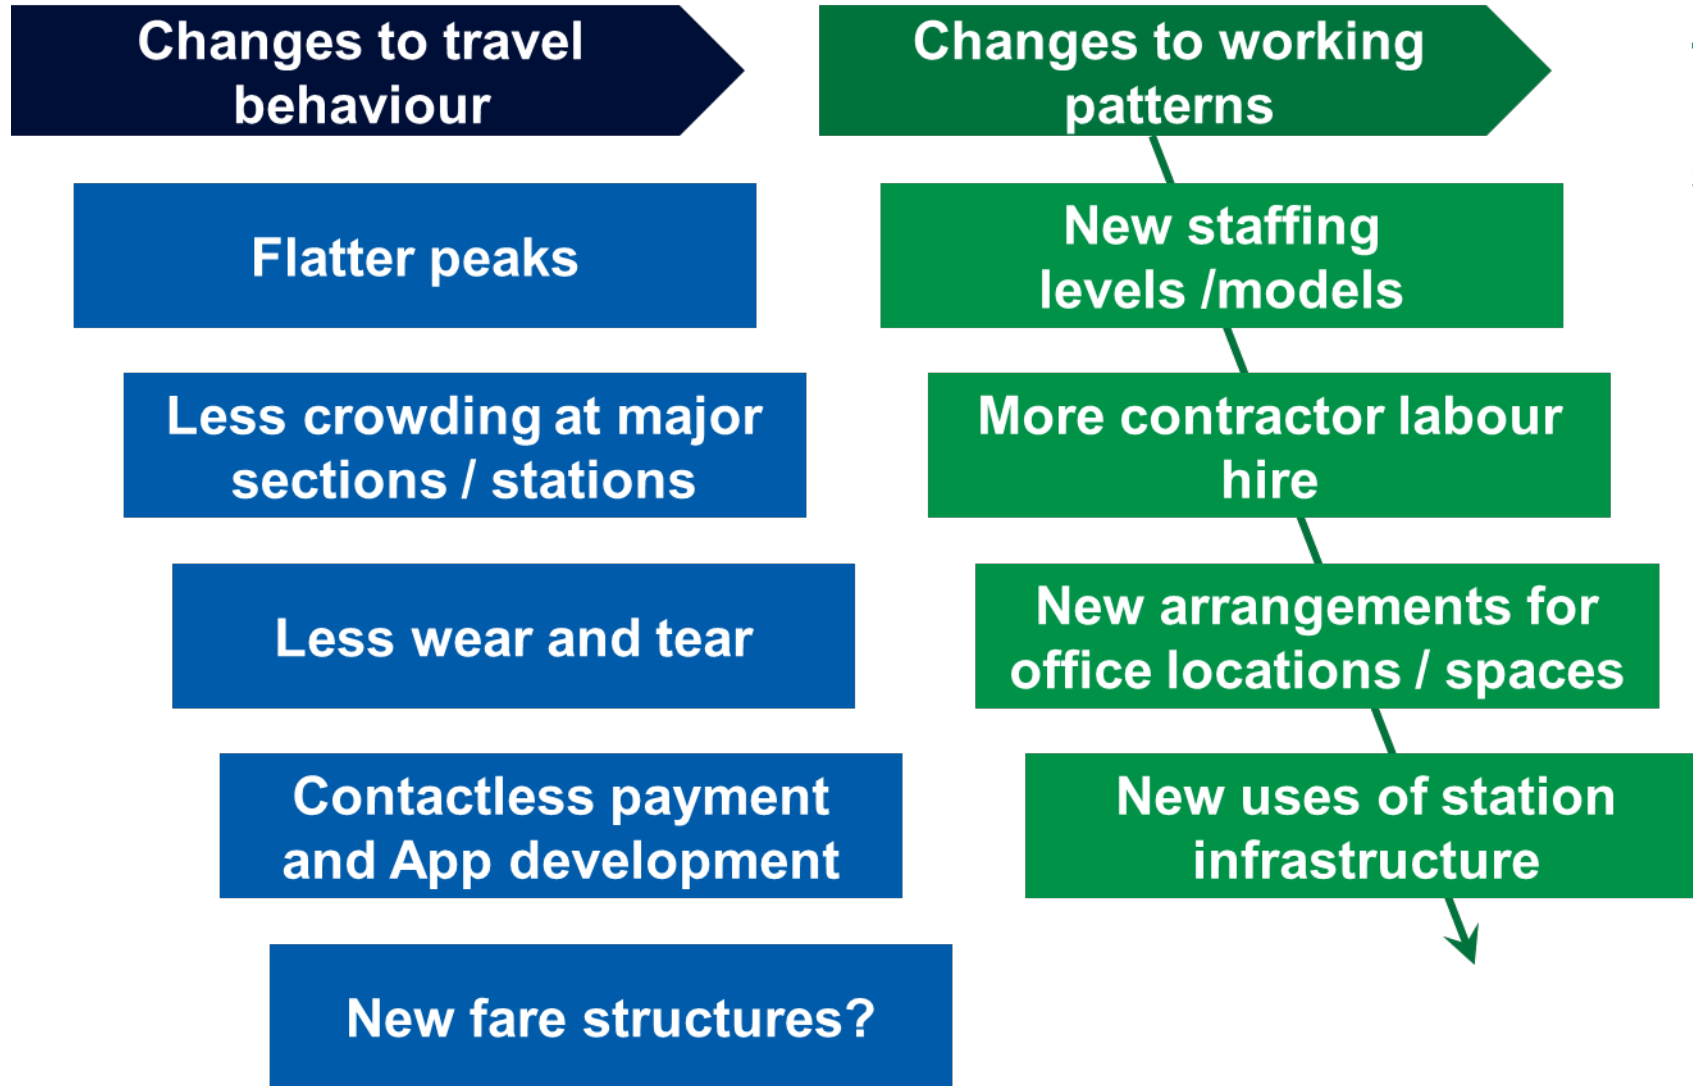 Changes to travel
behaviour
Flatter peaks
Less crowding at major
sections / stations
Less wear and tear
Contactless payment
and App development
New fare structures?
Changes to working
patterns
New staffing
levels /models
More contractor labour
hire
New arrangements for
office locations / spaces
New uses of station
infrastructure